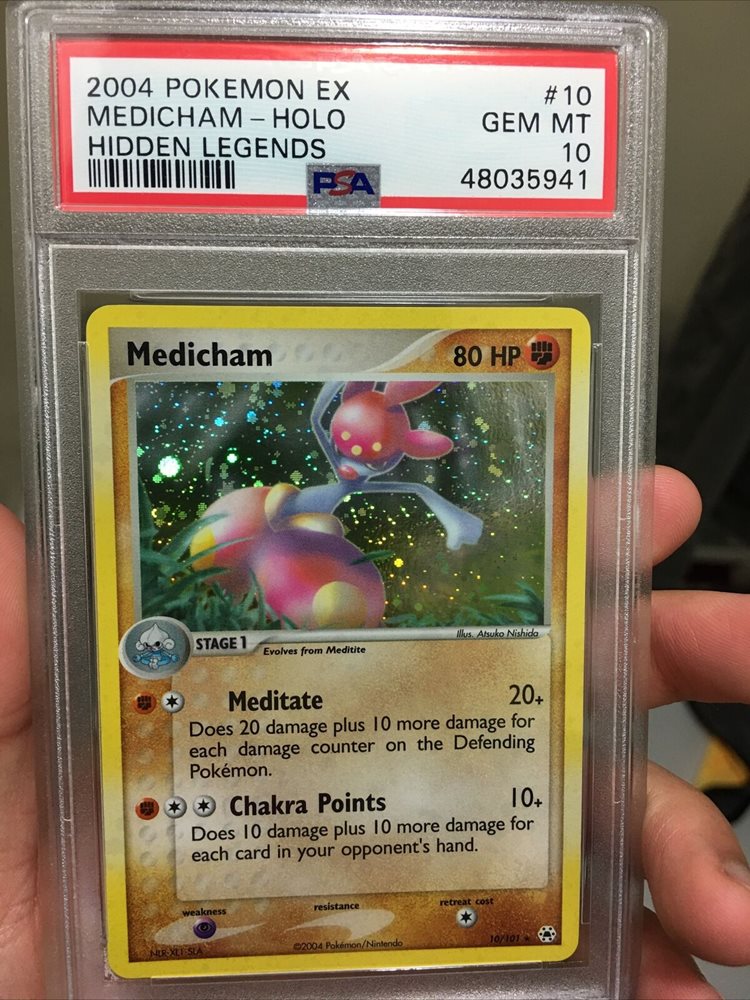 2004 POKEMON EX #10
MEDICHAM - HOLO GEM MT
HIDDEN LEGENDS 10
PSA 48035941
Medicham 80 HP
Illus. Atsuko Nishida
STAGE 1 Evolves from Meditite
Meditate 20+
Does 20 damage plus 10 more damage for
each damage counter on the Defending
Pokémon.
Chakra Points 10+
Does 10 damage plus 10 more damage for
each card in your opponent's hand.
weakness resistance retreat cost
©2004 Pokémon/Nintendo 10/101 ★